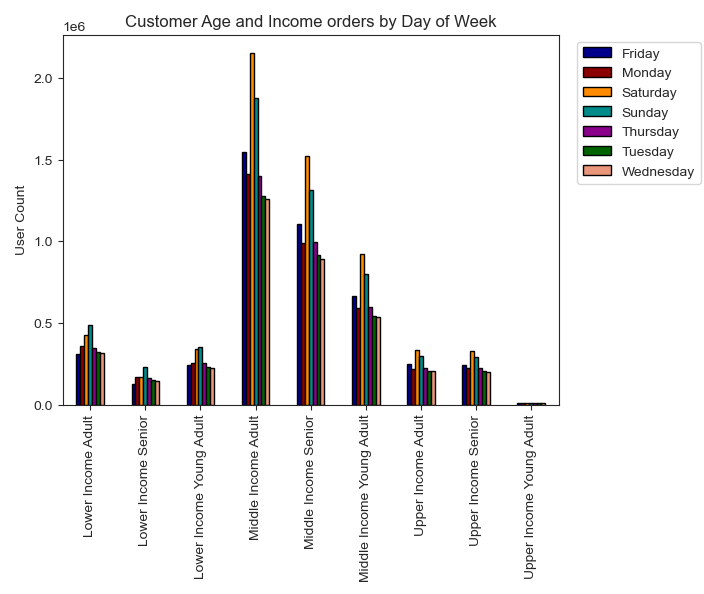 Customer Age and Income orders by Day of Week
1e6
User Count
2.0
1.5
1.0
0.5
0.0
Lower Income Adult
Lower Income Senior
Lower Income Young Adult
Middle Income Adult
Middle Income Senior
Middle Income Young Adult
Upper Income Adult
Upper Income Senior
Upper Income Young Adult
Friday
Monday
Saturday
Sunday
Thursday
Tuesday
Wednesday